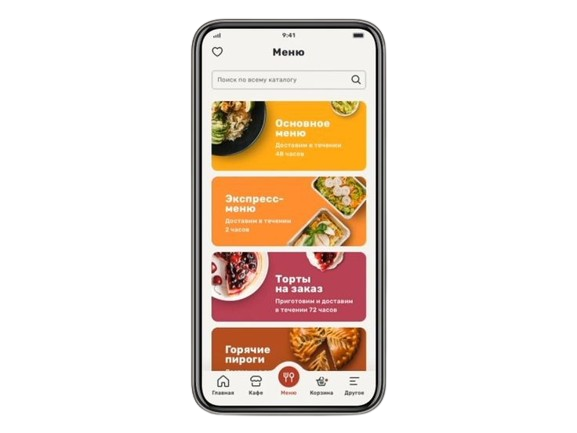 9:41
Меню
Поиск по всему каталогу
Основное
меню
Доставим в течении
48 часов
Экспресс-
меню
Доставим в течении
2 часов
Торты
на заказ
Приготовим и доставим
в течении 72 часов
Горячие
пироги
Главная
Кафе
Меню
Корзина
Другое